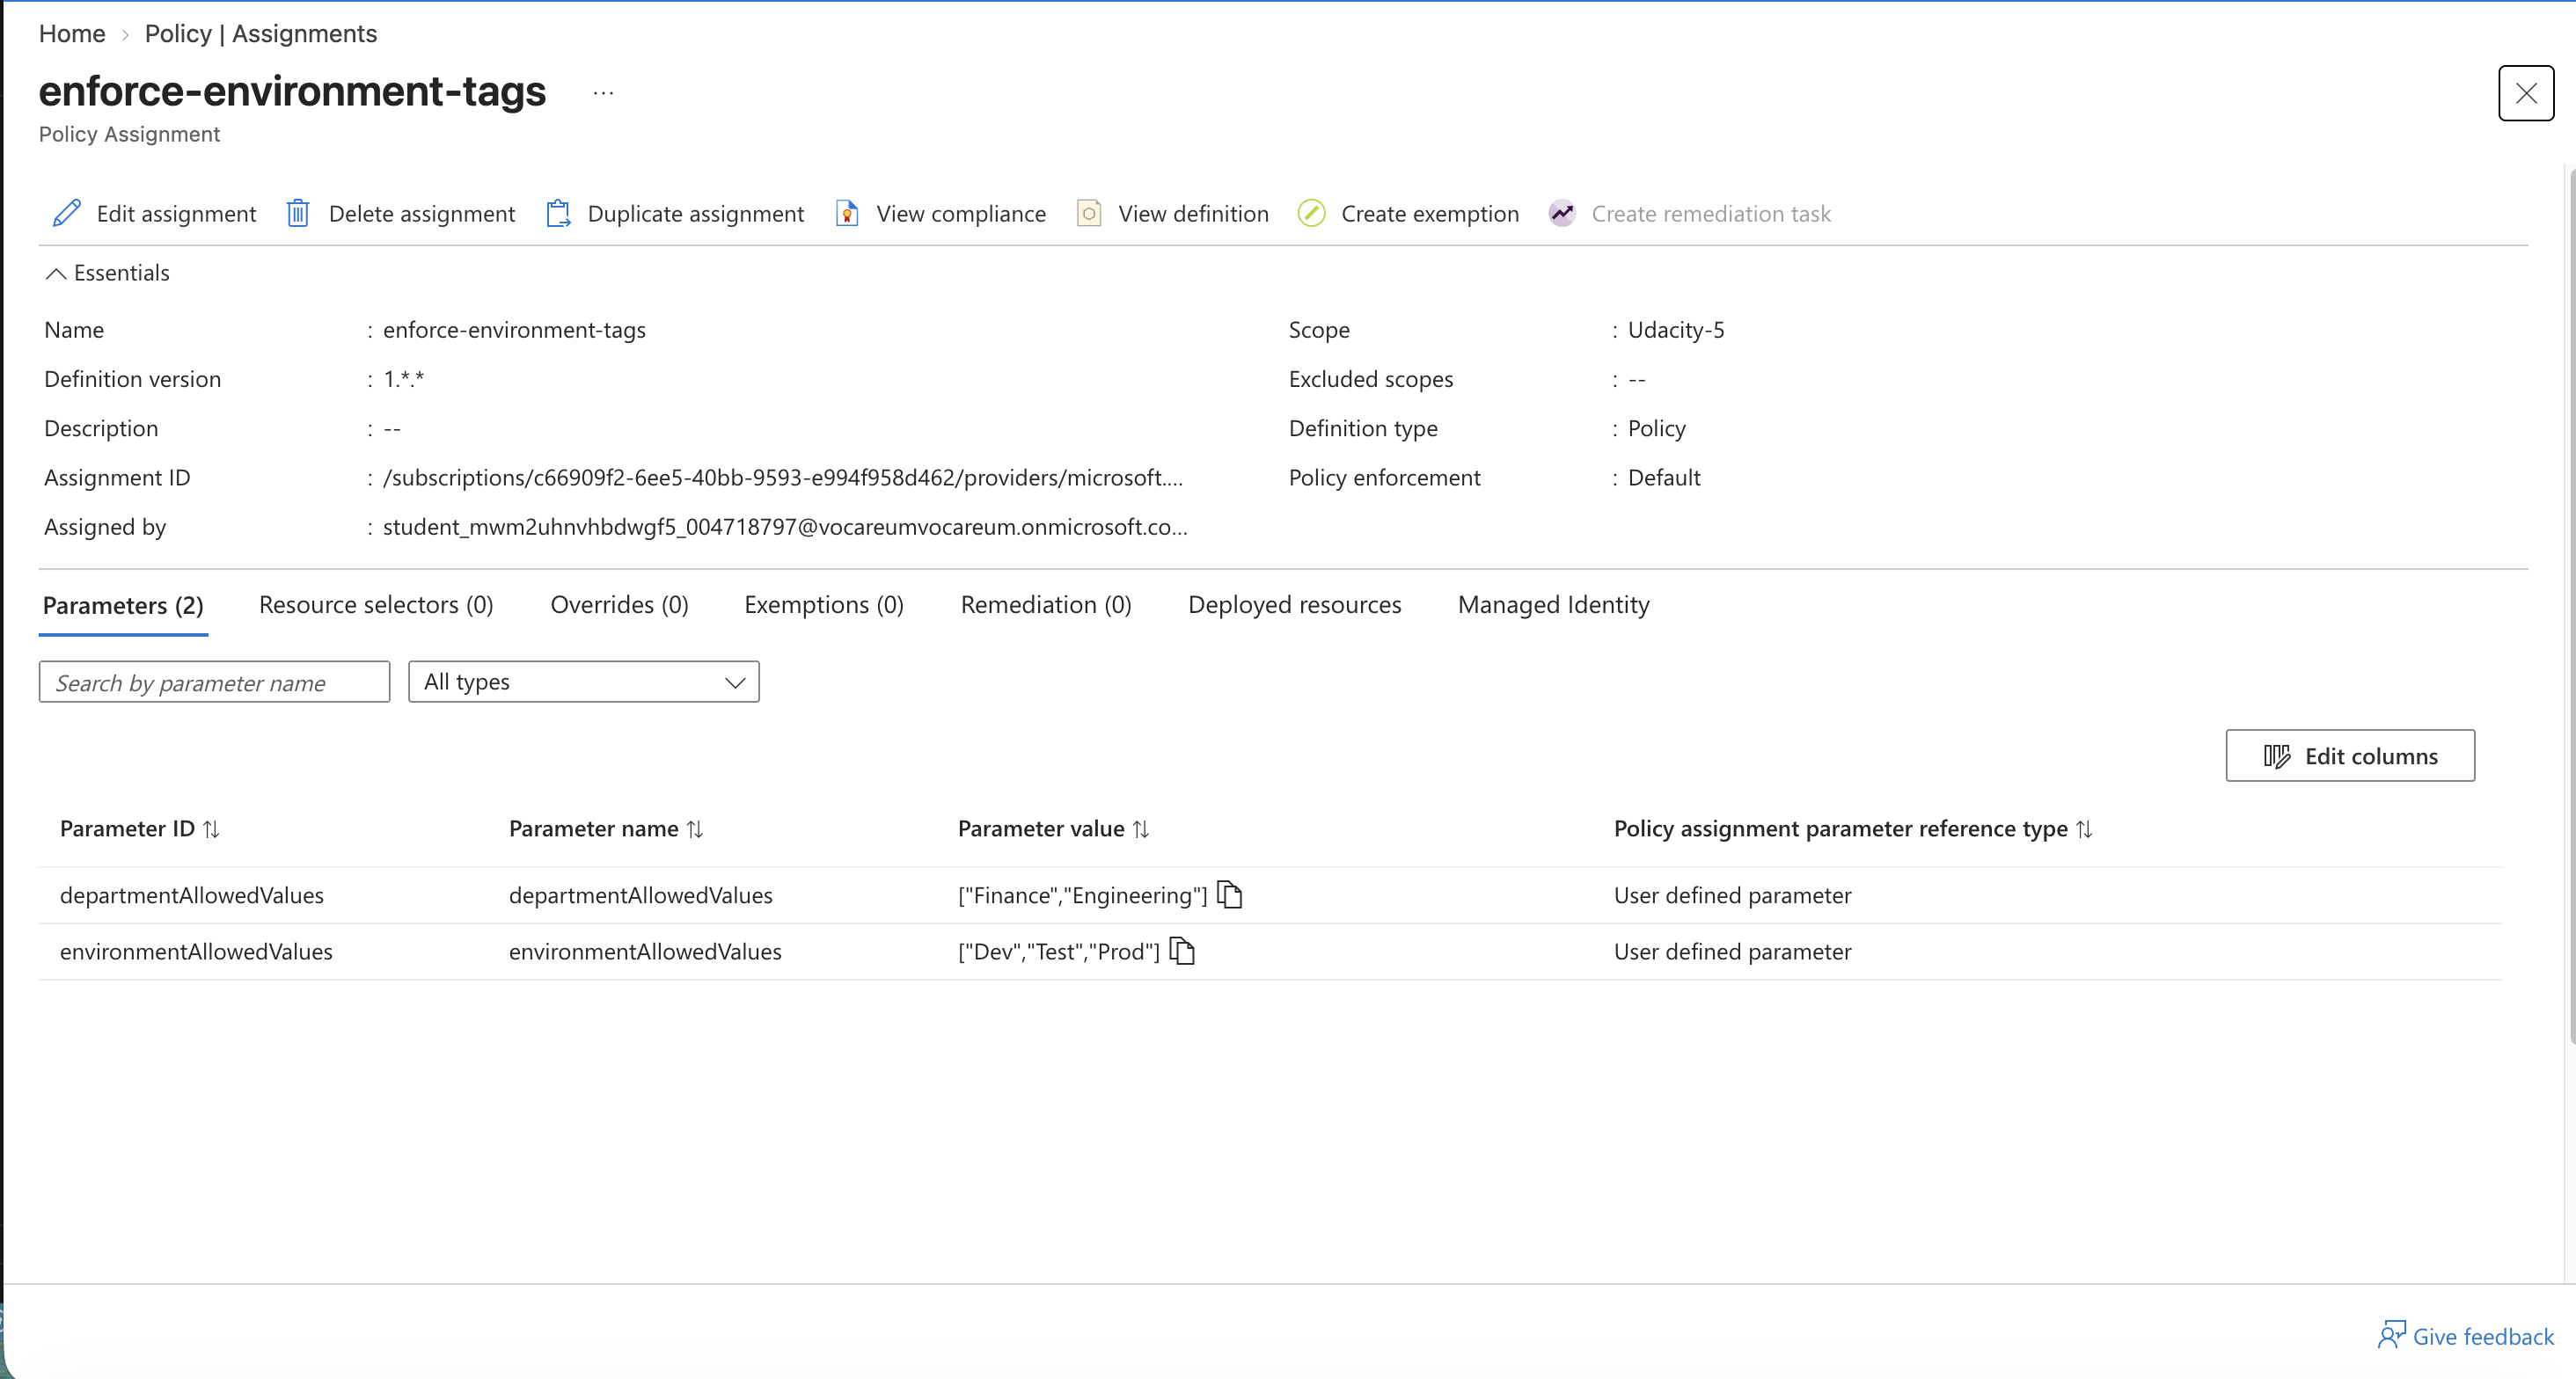 Home > Policy | Assignments
enforce-environment-tags ...
Policy Assignment
Edit assignment Delete assignment Duplicate assignment View compliance View definition Create exemption Create remediation task
Essentials
Name : enforce-environment-tags Scope : Udacity-5
Definition version : 1.*.* Excluded scopes : --
Description : -- Definition type : Policy
Assignment ID : /subscriptions/c66909f2-6ee5-40bb-9593-e994f958d462/providers/microsoft.... Policy enforcement : Default
Assigned by : student_mwm2uhnvhbdwgf5_004718797@vocareumvocareum.onmicrosoft.co...
Parameters (2) Resource selectors (0) Overrides (0) Exemptions (0) Remediation (0) Deployed resources Managed Identity
Search by parameter name All types
Edit columns
Parameter ID Parameter name Parameter value Policy assignment parameter reference type
departmentAllowedValues departmentAllowedValues ["Finance","Engineering"] User defined parameter
environmentAllowedValues environmentAllowedValues ["Dev","Test","Prod"] User defined parameter
Give feedback